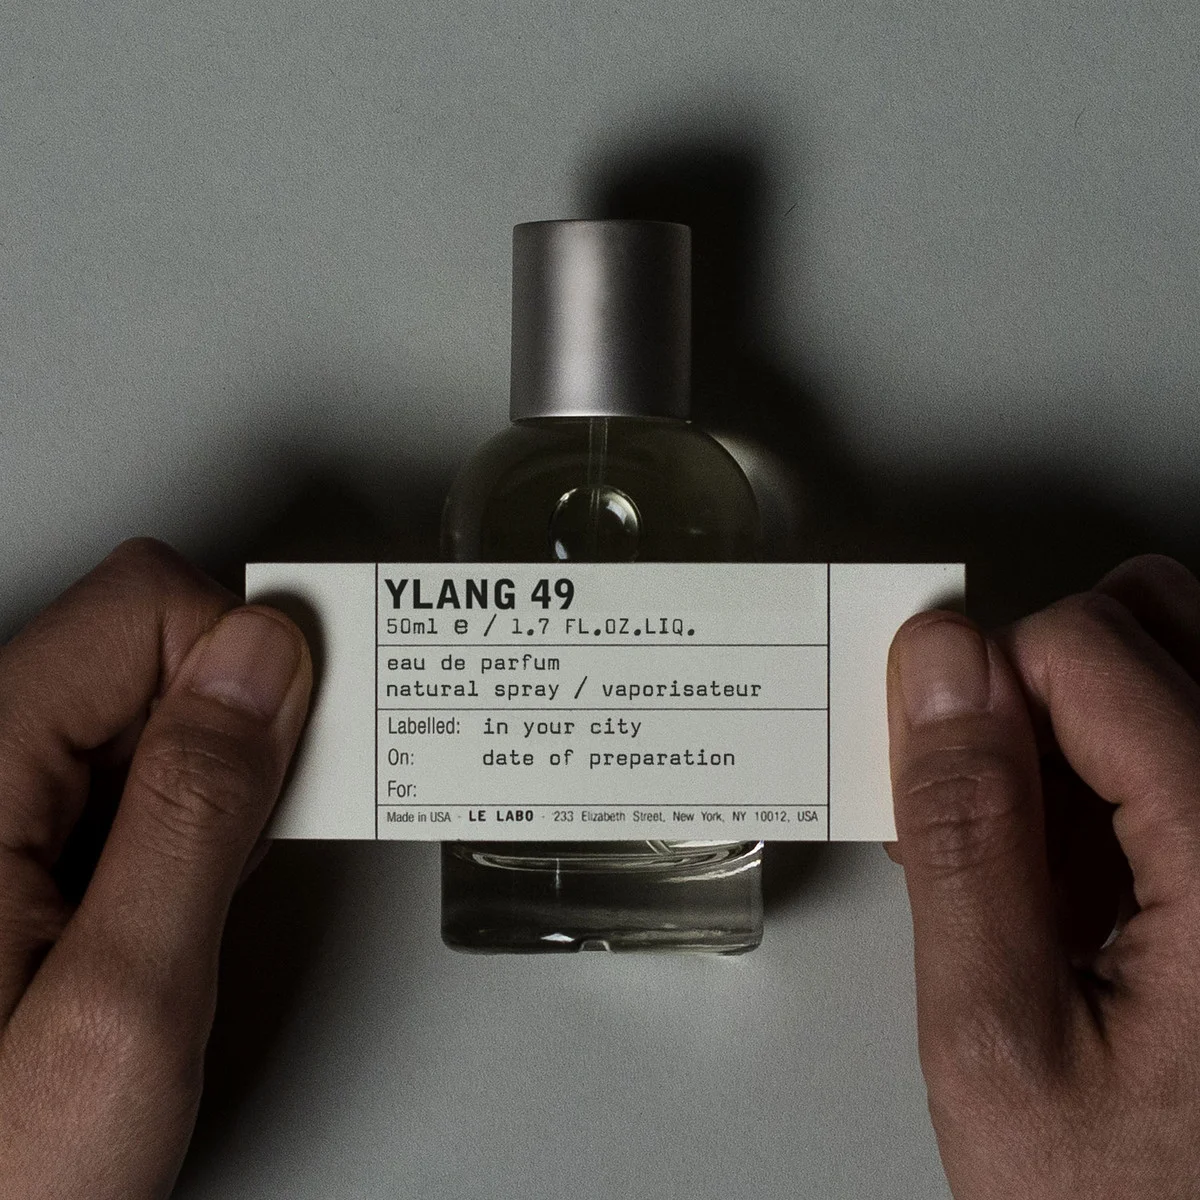 YLANG 49
50ml e / 1.7 FL.OZ.LIQ.
eau de parfum
natural spray / vaporisateur
Labelled: in your city
On: date of preparation
For:
Made in USA - LE LABO - 233 Elizabeth Street, New York, NY 10012, USA